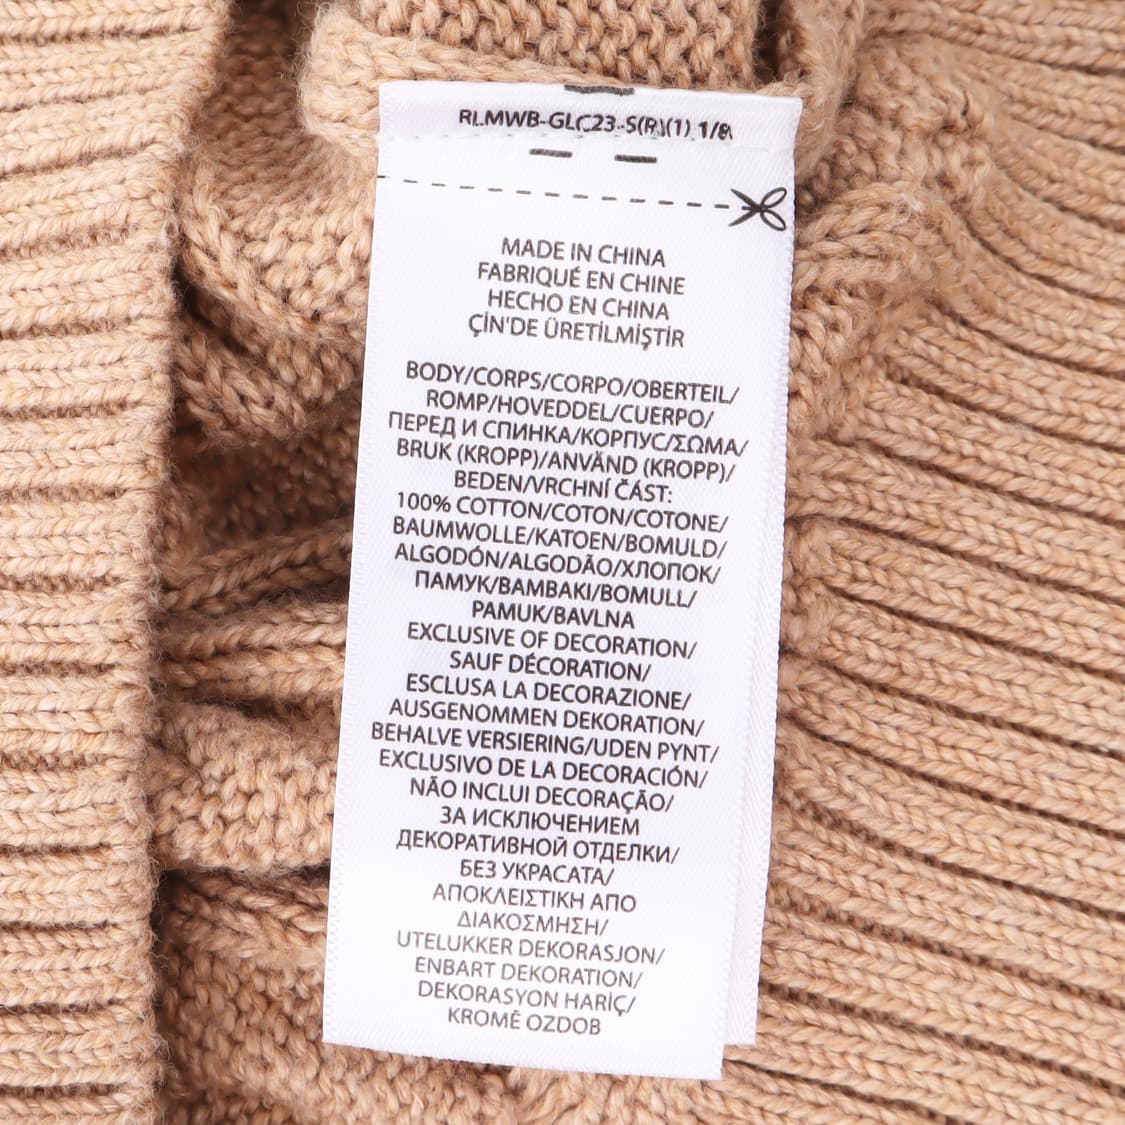 RLMWB-GLC23-S(R)(1) 1/8
MADE IN CHINA
FABRIQUÉ EN CHINE
HECHO EN CHINA
ÇİN'DE ÜRETİLMİŞTİR
BODY/CORPS/CORPO/OBERTEIL/
ROMP/HOVEDDEL/CUERPO/
ПЕРЕД И СПИНКА/КОРПУС/ΣΩΜΑ/
BRUK (KROPP)/ANVÄND (KROPP)/
BEDEN/VRCHNÍ ČÁST:
100% COTTON/COTON/COTONE/
BAUMWOLLE/KATOEN/BOMULD/
ALGODÓN/ALGODÃO/ХЛОПОК/
ПАМУК/BAMBAKI/BOMULL/
PAMUK/BAVLNA
EXCLUSIVE OF DECORATION/
SAUF DÉCORATION/
ESCLUSA LA DECORAZIONE/
AUSGENOMMEN DEKORATION/
BEHALVE VERSIERING/UDEN PYNT/
EXCLUSIVO DE LA DECORACIÓN/
NÃO INCLUI DECORAÇÃO/
ЗА ИСКЛЮЧЕНИЕМ
ДЕКОРАТИВНОЙ ОТДЕЛКИ/
БЕЗ УКРАСАТА/
ΑΠΟΚΛΕΙΣΤΙΚΗ ΑΠΟ
ΔΙΑΚΟΣΜΗΣΗ/
UTELUKKER DEKORASJON/
ENBART DEKORATION/
DEKORASYON HARİÇ/
KROMĚ OZDOB